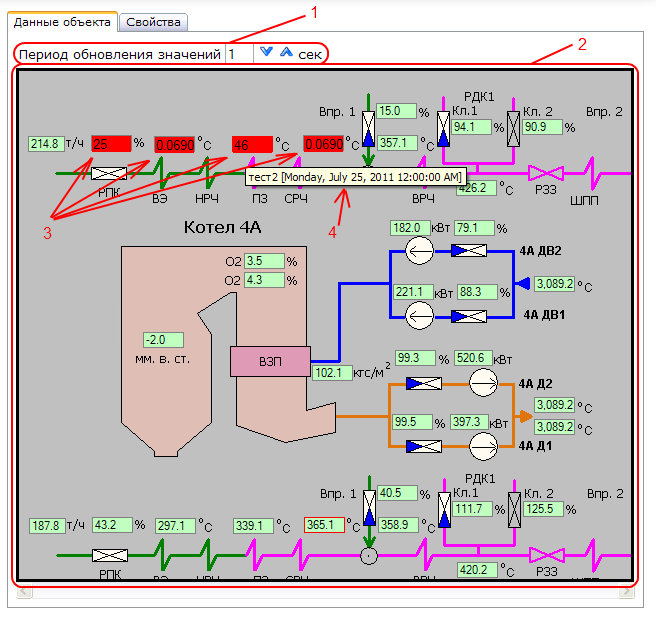 Данные объекта Свойства
1
Период обновления значений 1 сек
2
РДК1
Впр. 1 15.0 % Кл.1 Кл. 2 Впр. 2
214.8 т/ч 25 % 0.0690 °C 46 °C 0.0690 °C 357.1 °C 94.1 % 90.9 %
РПК ВЭ НРЧ ПЗ СРЧ ВРЧ 426.2 °C РЗЗ ШПП
тест2 [Monday, July 25, 2011 12:00:00 AM]
3 4
Котел 4А
182.0 кВт 79.1 %
4А ДВ2
O2 3.5 %
O2 4.3 %
3,089.2 °C
221.1 кВт 88.3 %
4А ДВ1
-2.0
мм. в. ст.
ВЗП
102.1 кгс/м2
99.3 % 520.6 кВт
4А Д2
3,089.2 °C
99.5 % 397.3 кВт
3,089.2 °C
4А Д1
РДК1
Впр. 1 40.5 % Кл.1 Кл. 2 Впр. 2
187.8 т/ч 43.2 % 297.1 °C 339.1 °C 365.1 °C 358.9 °C 111.7 % 125.5 %
РПК ВЭ НРЧ ПЗ СРЧ ВРЧ 420.2 °C РЗЗ ШПП